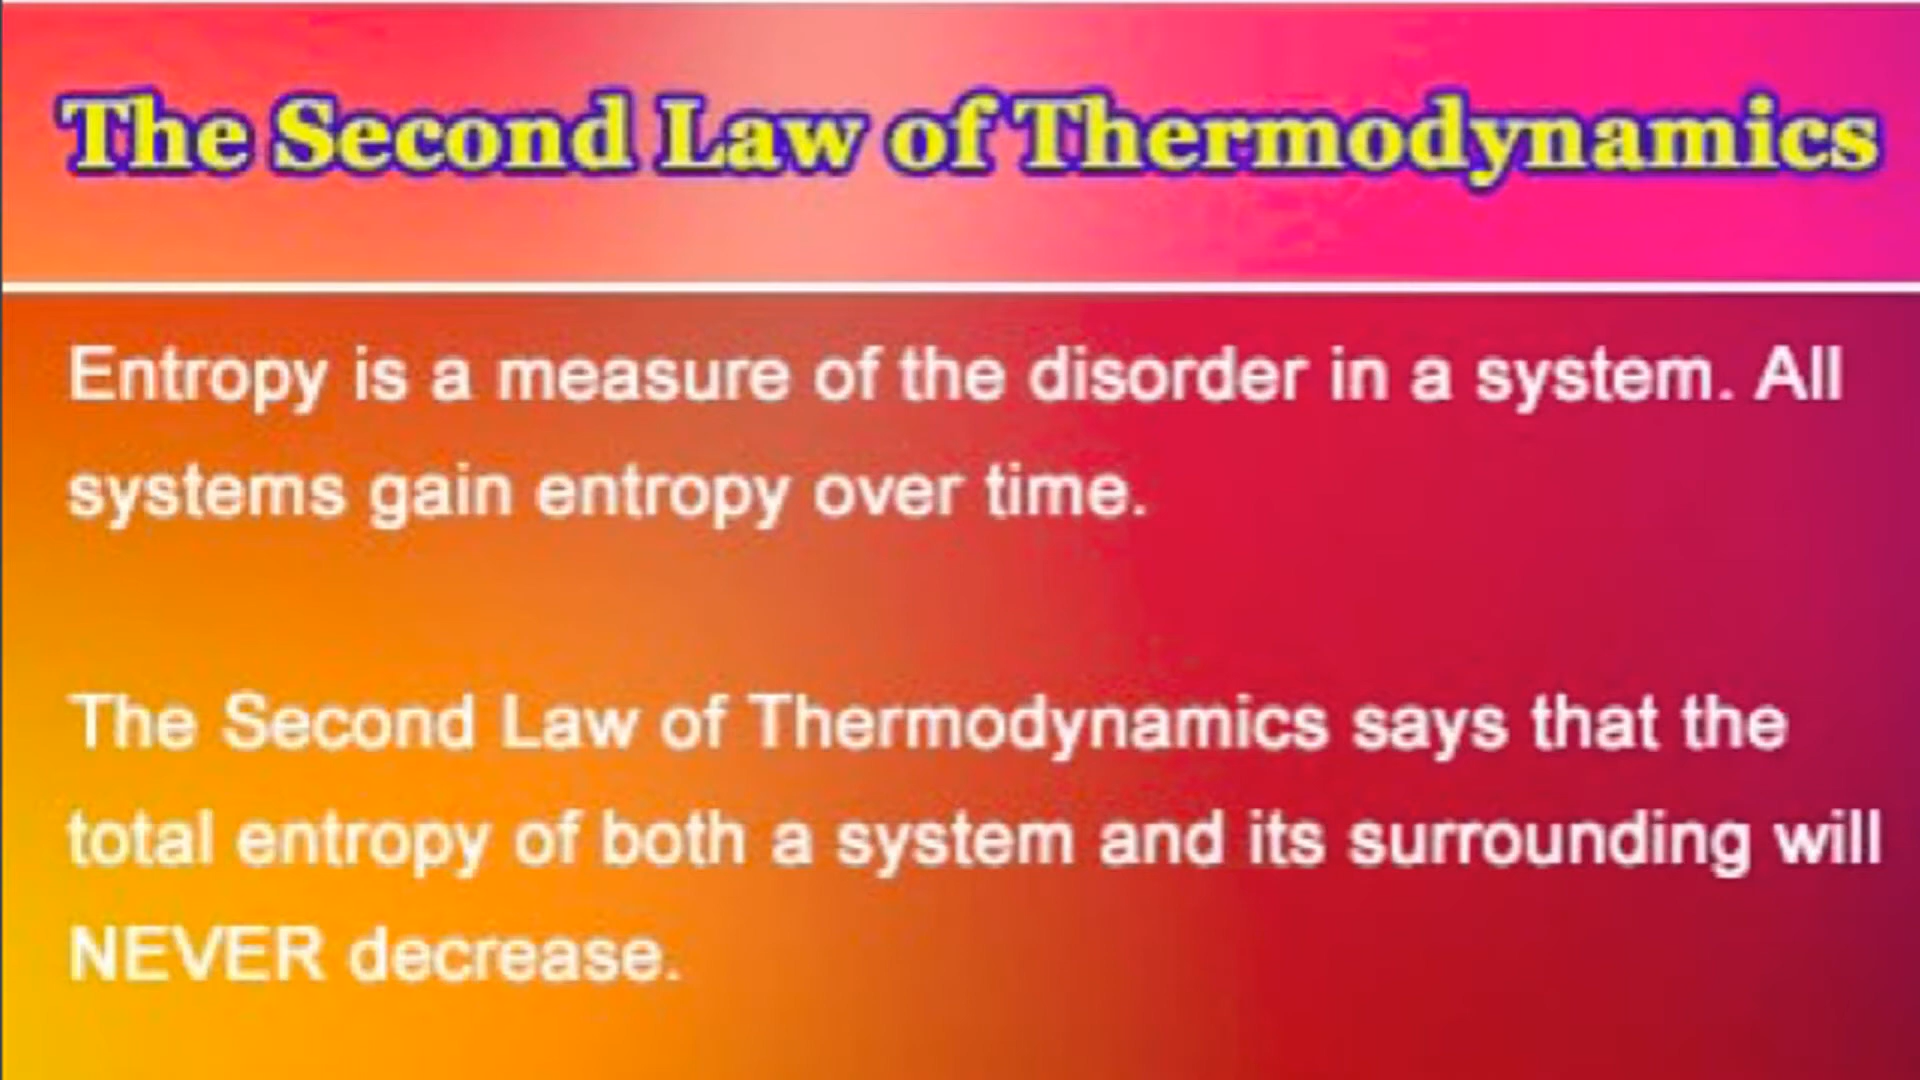 The Second Law of Thermodynamics
Entropy is a measure of the disorder in a system. All
systems gain entropy over time.
The Second Law of Thermodynamics says that the
total entropy of both a system and its surrounding will
NEVER decrease.